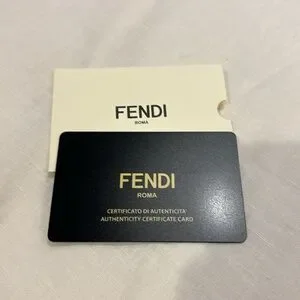 FENDI
ROMA
FENDI
ROMA
CERTIFICATO DI AUTENTICITA'
AUTHENTICITY CERTIFICATE CARD